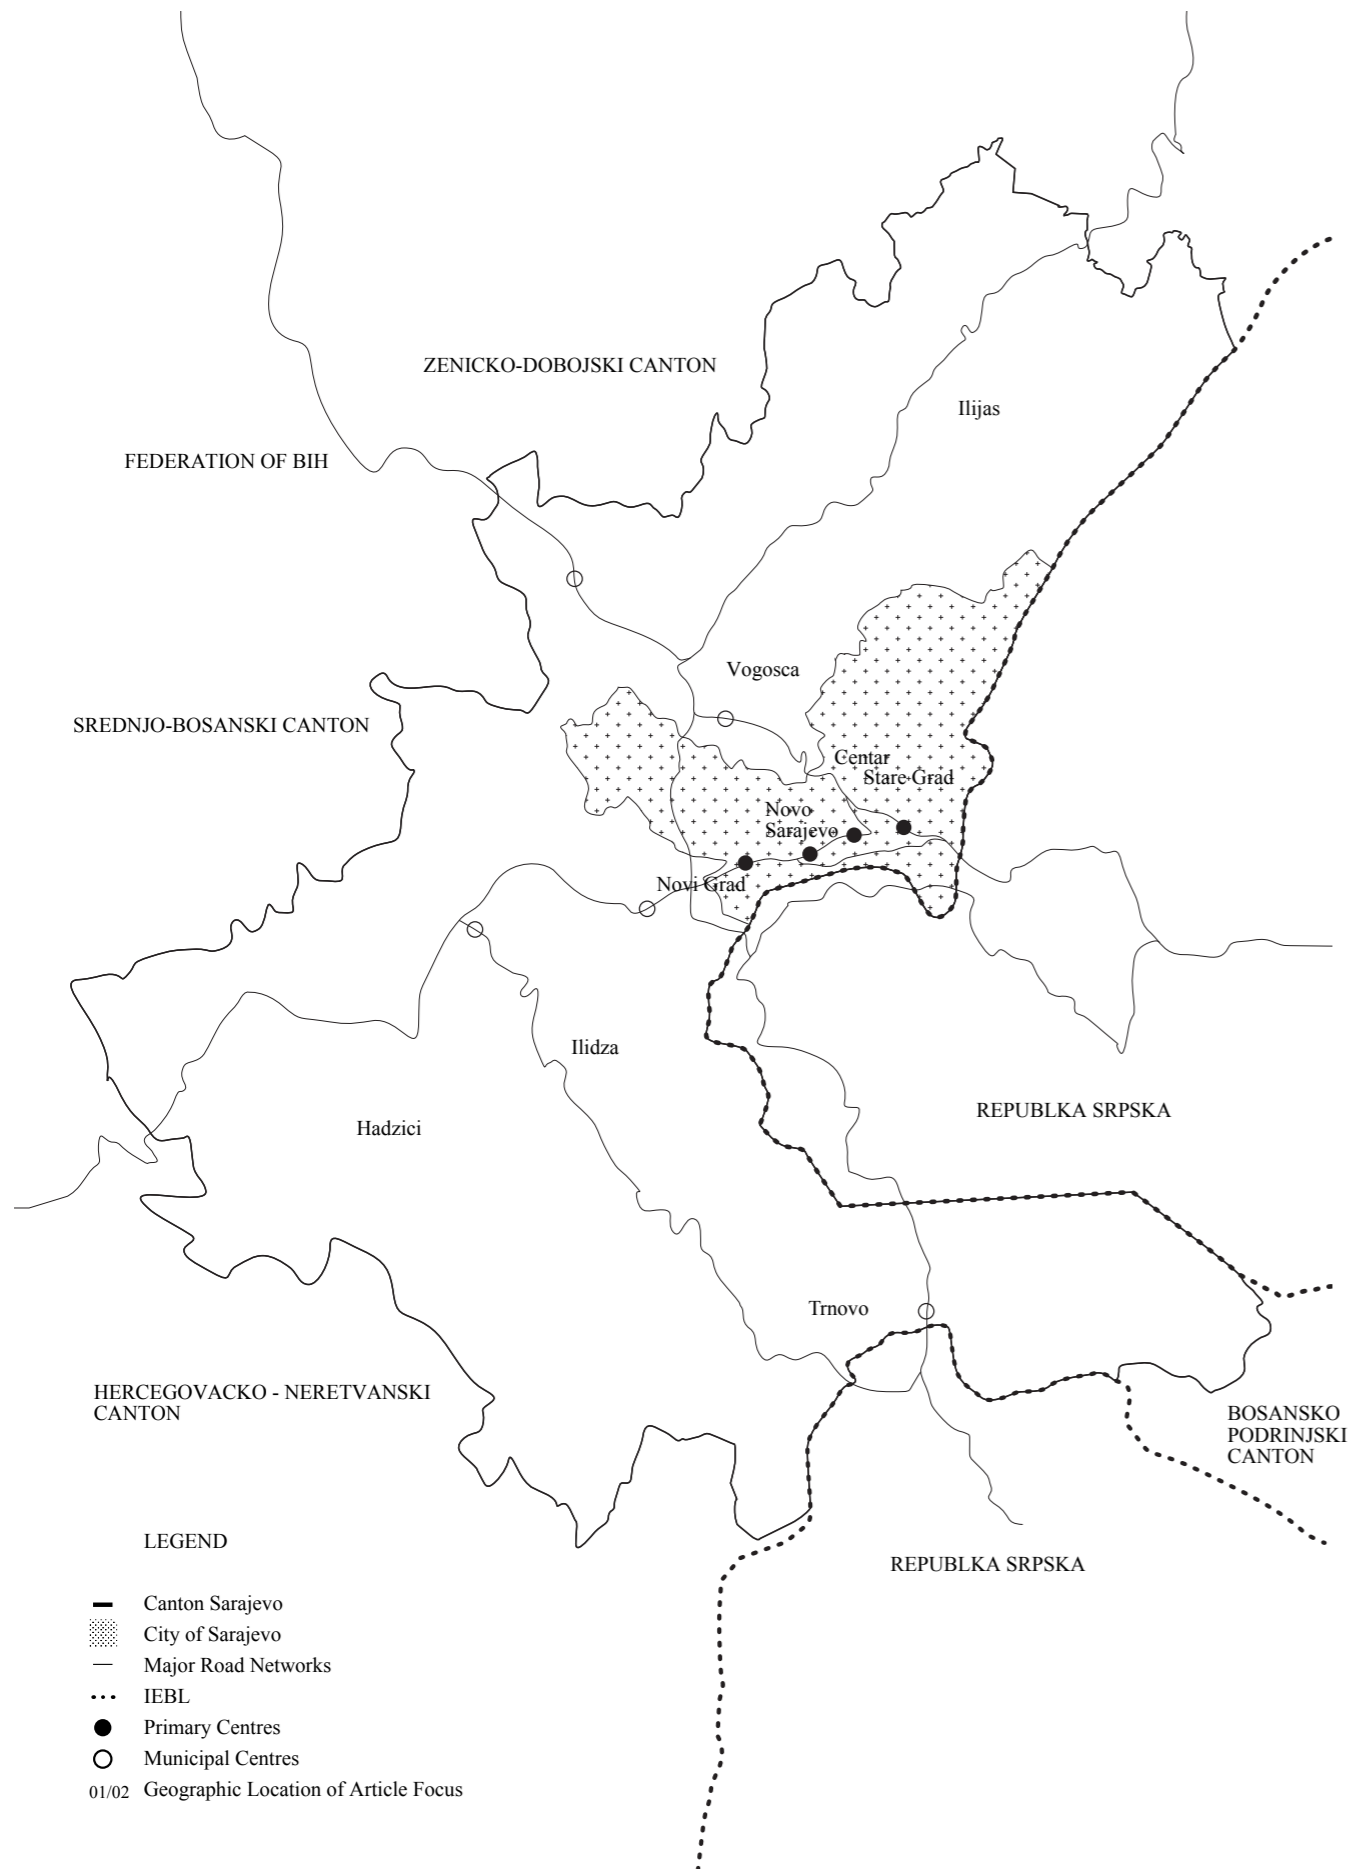 ZENICKO-DOBOJSKI CANTON
Ilijas
FEDERATION OF BIH
Vogosca
SREDNJO-BOSANSKI CANTON
Centar
Stare Grad
Novo
Sarajevo
Novi Grad
Ilidza
REPUBLKA SRPSKA
Hadzici
Trnovo
HERCEGOVACKO - NERETVANSKI
CANTON
BOSANSKO
PODRINJSKI
CANTON
LEGEND
REPUBLKA SRPSKA
Canton Sarajevo
City of Sarajevo
Major Road Networks
IEBL
Primary Centres
Municipal Centres
01/02 Geographic Location of Article Focus